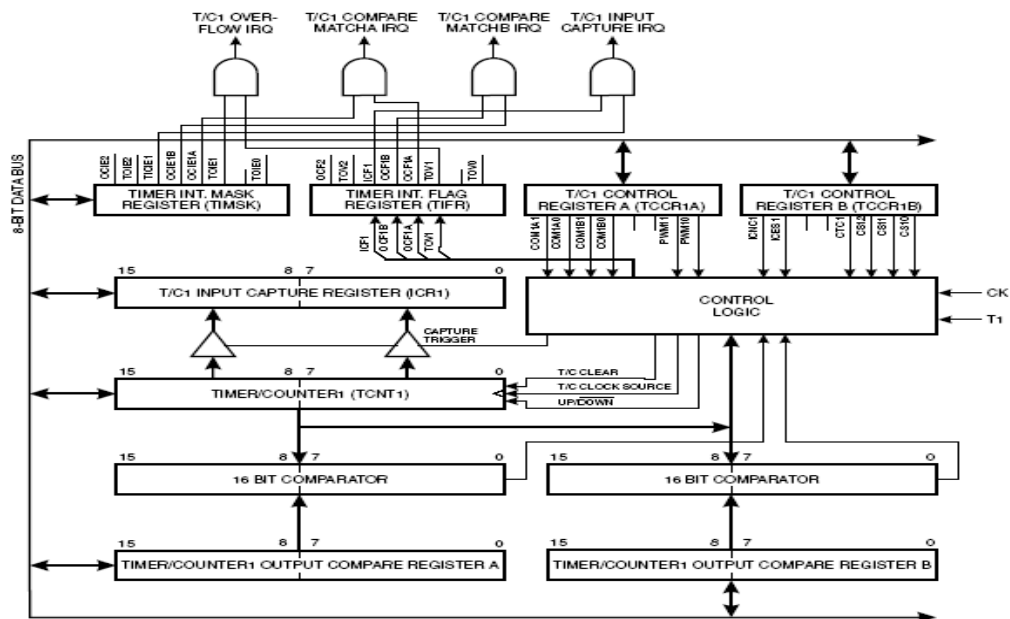 T/C1 OVER-
FLOW IRQ
T/C1 COMPARE
MATCHA IRQ
T/C1 COMPARE
MATCHB IRQ
T/C1 INPUT
CAPTURE IRQ
8-BIT DATA BUS
OCIE2
TOIE2
TICIE1
OCIE1B
OCIE1A
TOIE1
TOIE0
OCF2
TOV2
ICF1
OCF1B
OCF1A
TOV1
TOV0
TIMER INT. MASK
REGISTER (TIMSK)
TIMER INT. FLAG
REGISTER (TIFR)
T/C1 CONTROL
REGISTER A (TCCR1A)
T/C1 CONTROL
REGISTER B (TCCR1B)
ICF1
OCF1B
OCF1A
TOV1
COM1A1
COM1A0
COM1B1
COM1B0
PWM11
PWM10
ICNC1
ICES1
CTC1
CS12
CS11
CS10
15 8 7 0
T/C1 INPUT CAPTURE REGISTER (ICR1)
CONTROL
LOGIC
CK
T1
CAPTURE
TRIGGER
15 8 7 0
TIMER/COUNTER1 (TCNT1)
T/C CLEAR
T/C CLOCK SOURCE
UP/DOWN
15 8 7 0
16 BIT COMPARATOR
15 8 7 0
16 BIT COMPARATOR
15 8 7 0
TIMER/COUNTER1 OUTPUT COMPARE REGISTER A
15 8 7 0
TIMER/COUNTER1 OUTPUT COMPARE REGISTER B